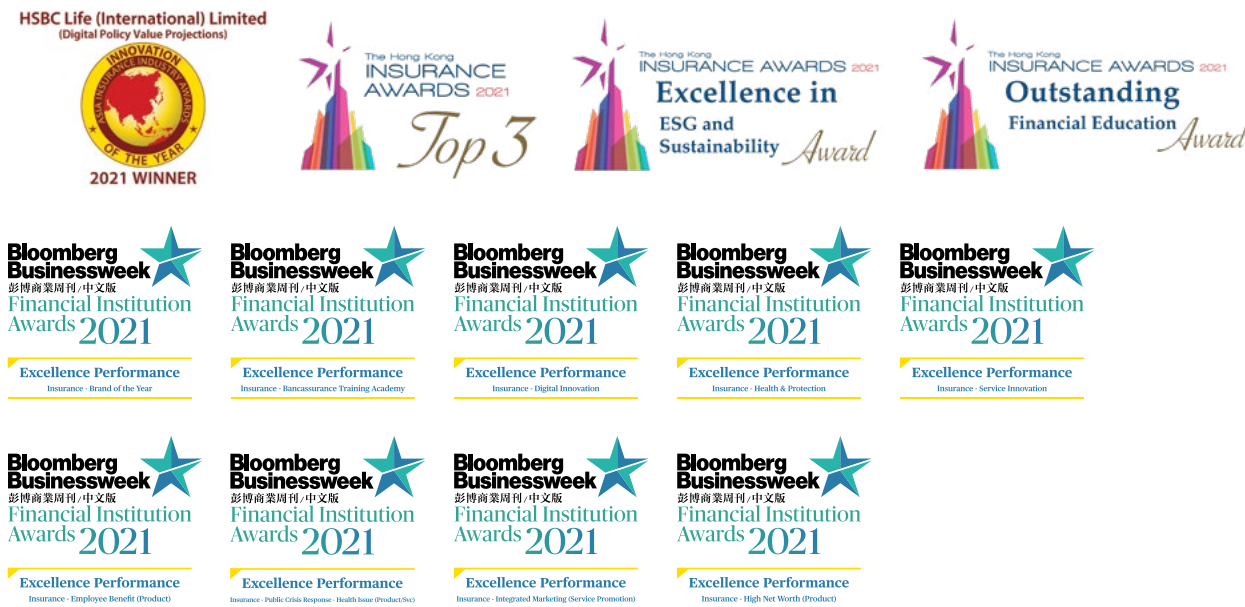 HSBC Life (International) Limited
(Digital Policy Value Projections)
INNOVATION
ASIA INSURANCE INDUSTRY AWARDS
OF THE YEAR
2021 WINNER
The Hong Kong
INSURANCE
AWARDS 2021
Top 3
The Hong Kong
INSURANCE AWARDS 2021
Excellence in
ESG and
Sustainability Award
The Hong Kong
INSURANCE AWARDS 2021
Outstanding
Financial Education Award
Bloomberg
Businessweek
彭博商業周刊/中文版
Financial Institution
Awards 2021
Excellence Performance
Insurance - Brand of the Year
Bloomberg
Businessweek
彭博商業周刊/中文版
Financial Institution
Awards 2021
Excellence Performance
Insurance - Bancassurance Training Academy
Bloomberg
Businessweek
彭博商業周刊/中文版
Financial Institution
Awards 2021
Excellence Performance
Insurance - Digital Innovation
Bloomberg
Businessweek
彭博商業周刊/中文版
Financial Institution
Awards 2021
Excellence Performance
Insurance - Health & Protection
Bloomberg
Businessweek
彭博商業周刊/中文版
Financial Institution
Awards 2021
Excellence Performance
Insurance - Service Innovation
Bloomberg
Businessweek
彭博商業周刊/中文版
Financial Institution
Awards 2021
Excellence Performance
Insurance - Employee Benefit (Product)
Bloomberg
Businessweek
彭博商業周刊/中文版
Financial Institution
Awards 2021
Excellence Performance
Insurance - Public Crisis Response - Health Issue (Product/Svc)
Bloomberg
Businessweek
彭博商業周刊/中文版
Financial Institution
Awards 2021
Excellence Performance
Insurance - Integrated Marketing (Service Promotion)
Bloomberg
Businessweek
彭博商業周刊/中文版
Financial Institution
Awards 2021
Excellence Performance
Insurance - High Net Worth (Product)